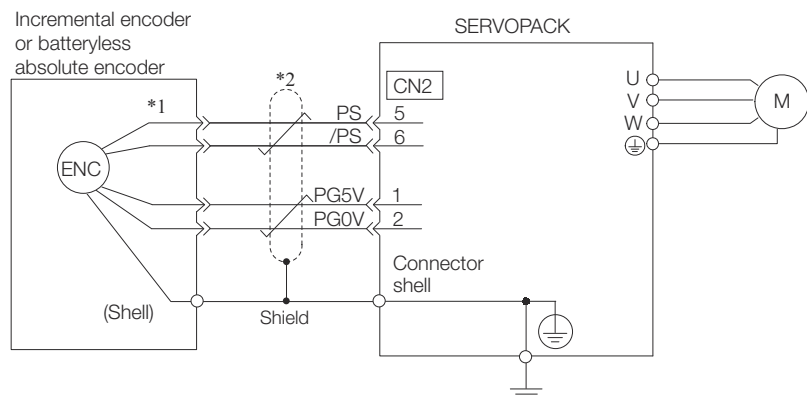 Incremental encoder
or batteryless
absolute encoder
SERVOPACK
*1
*2
CN2
ENC
PS 5
/PS 6
PG5V 1
PG0V 2
U
V
W
M
(Shell)
Shield
Connector
shell